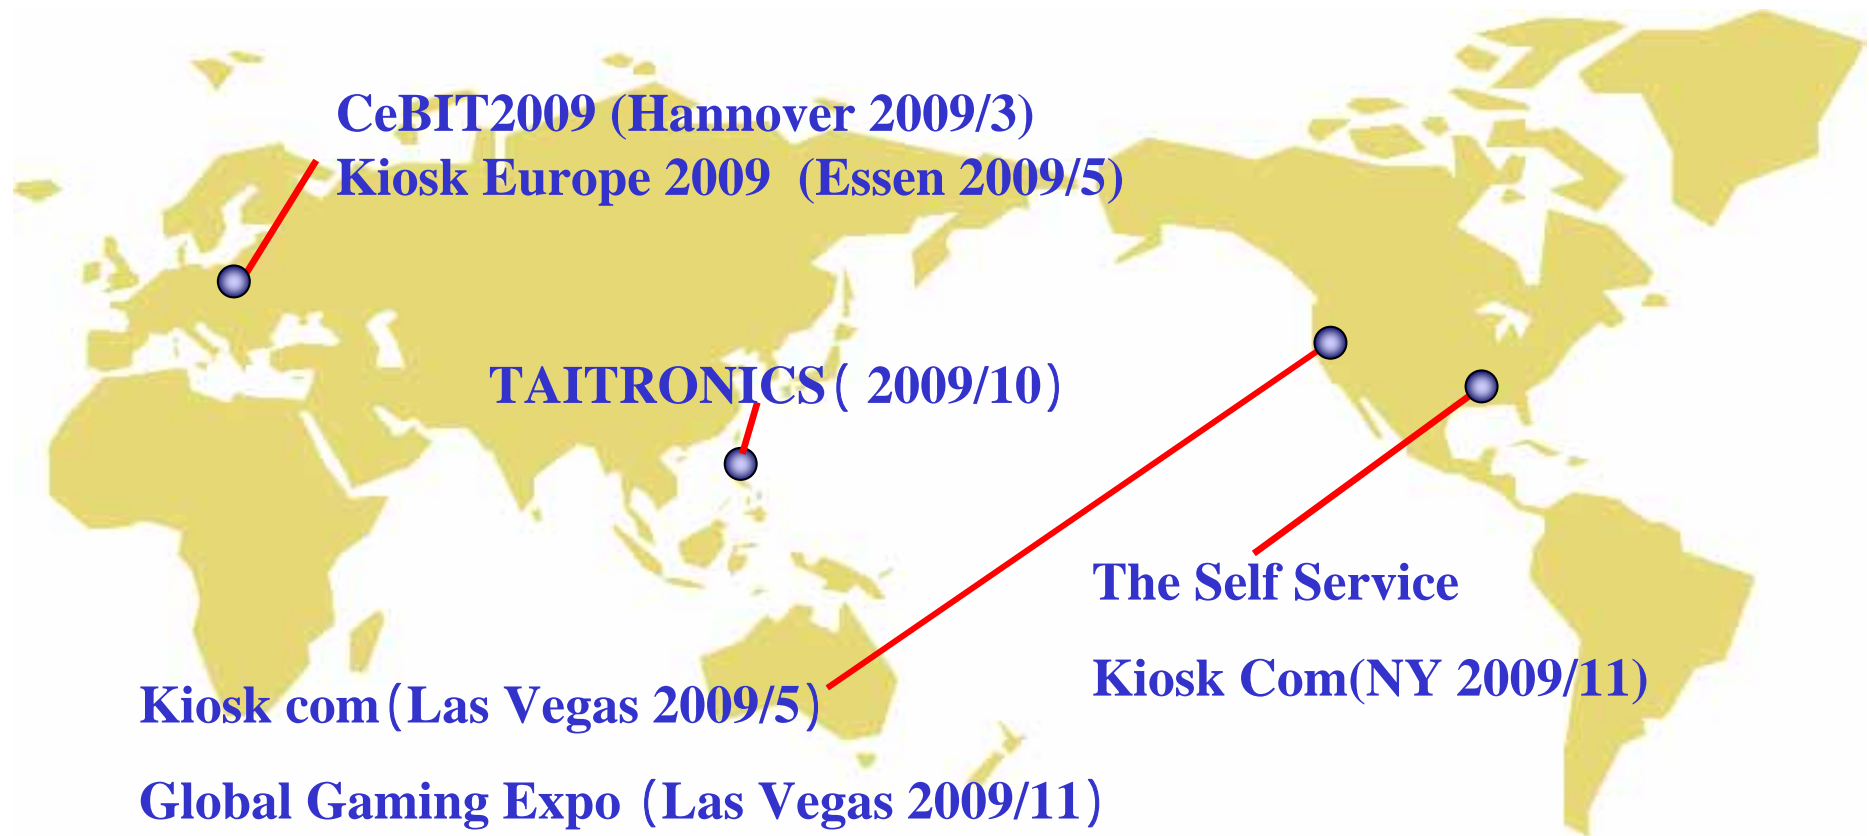 CeBIT2009 (Hannover 2009/3)
Kiosk Europe 2009  (Essen 2009/5)
TAITRONICS( 2009/10)
The Self Service
Kiosk Com(NY 2009/11)
Kiosk com(Las Vegas 2009/5)
Global Gaming Expo (Las Vegas 2009/11)